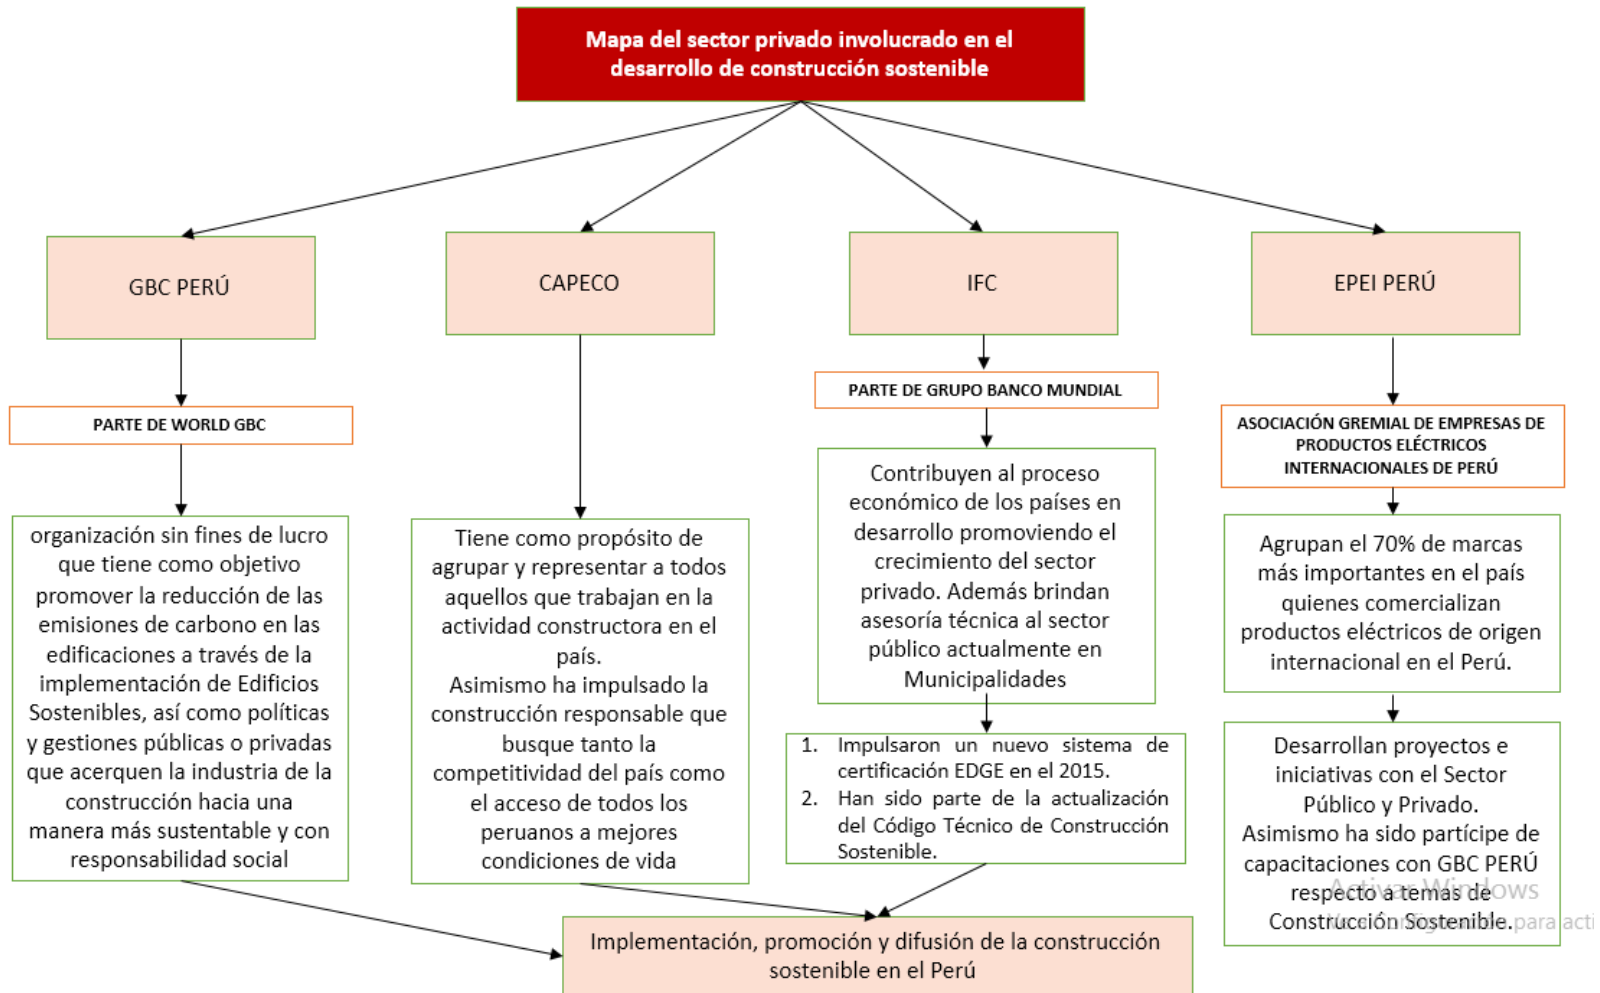 Mapa del sector privado involucrado en el
desarrollo de construcción sostenible
GBC PERÚ
CAPECO
IFC
EPEI PERÚ
PARTE DE WORLD GBC
PARTE DE GRUPO BANCO MUNDIAL
ASOCIACIÓN GREMIAL DE EMPRESAS DE
PRODUCTOS ELÉCTRICOS
INTERNACIONALES DE PERÚ
organización sin fines de lucro
que tiene como objetivo
promover la reducción de las
emisiones de carbono en las
edificaciones a través de la
implementación de Edificios
Sostenibles, así como políticas
y gestiones públicas o privadas
que acerquen la industria de la
construcción hacia una
manera más sustentable y con
responsabilidad social
Tiene como propósito de
agrupar y representar a todos
aquellos que trabajan en la
actividad constructora en el
país.
Asimismo ha impulsado la
construcción responsable que
busque tanto la
competitividad del país como
el acceso de todos los
peruanos a mejores
condiciones de vida
Contribuyen al proceso
económico de los países en
desarrollo promoviendo el
crecimiento del sector
privado. Además brindan
asesoría técnica al sector
público actualmente en
Municipalidades
1. Impulsaron un nuevo sistema de
certificación EDGE en el 2015.
2. Han sido parte de la actualización
del Código Técnico de Construcción
Sostenible.
Agrupan el 70% de marcas
más importantes en el país
quienes comercializan
productos eléctricos de origen
internacional en el Perú.
Desarrollan proyectos e
iniciativas con el Sector
Público y Privado.
Asimismo ha sido partícipe de
capacitaciones con GBC PERÚ
respecto a temas de
Construcción Sostenible.
Activar Windows
para acti
Implementación, promoción y difusión de la construcción
sostenible en el Perú